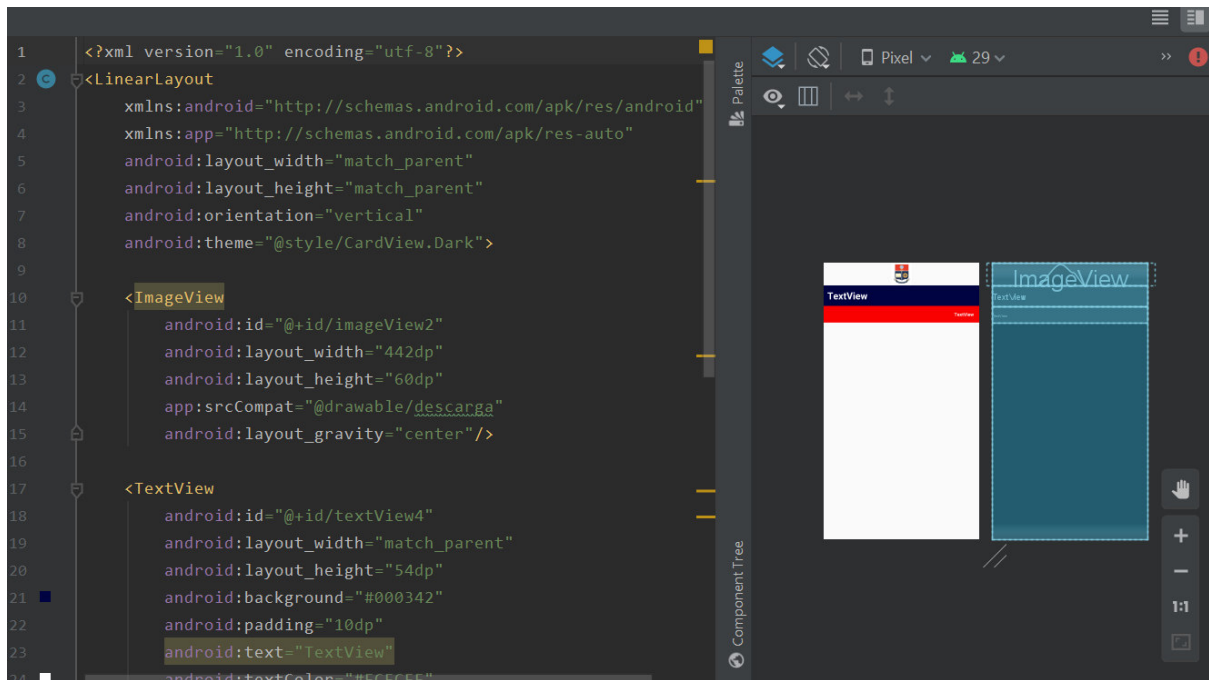 1 <?xml version="1.0" encoding="utf-8"?>
2 C <LinearLayout
3 xmlns:android="http://schemas.android.com/apk/res/android"
4 xmlns:app="http://schemas.android.com/apk/res-auto"
5 android:layout_width="match_parent"
6 android:layout_height="match_parent"
7 android:orientation="vertical"
8 android:theme="@style/CardView.Dark">
9
10 <ImageView
11 android:id="@+id/imageView2"
12 android:layout_width="442dp"
13 android:layout_height="60dp"
14 app:srcCompat="@drawable/descarga"
15 android:layout_gravity="center"/>
16
17 <TextView
18 android:id="@+id/textView4"
19 android:layout_width="match_parent"
20 android:layout_height="54dp"
21 android:background="#000342"
22 android:padding="10dp"
23 android:text="TextView"
24 android:textColor=
Palette
Component Tree
Pixel 29
TextView
TextView
ImageView
TextView
1:1